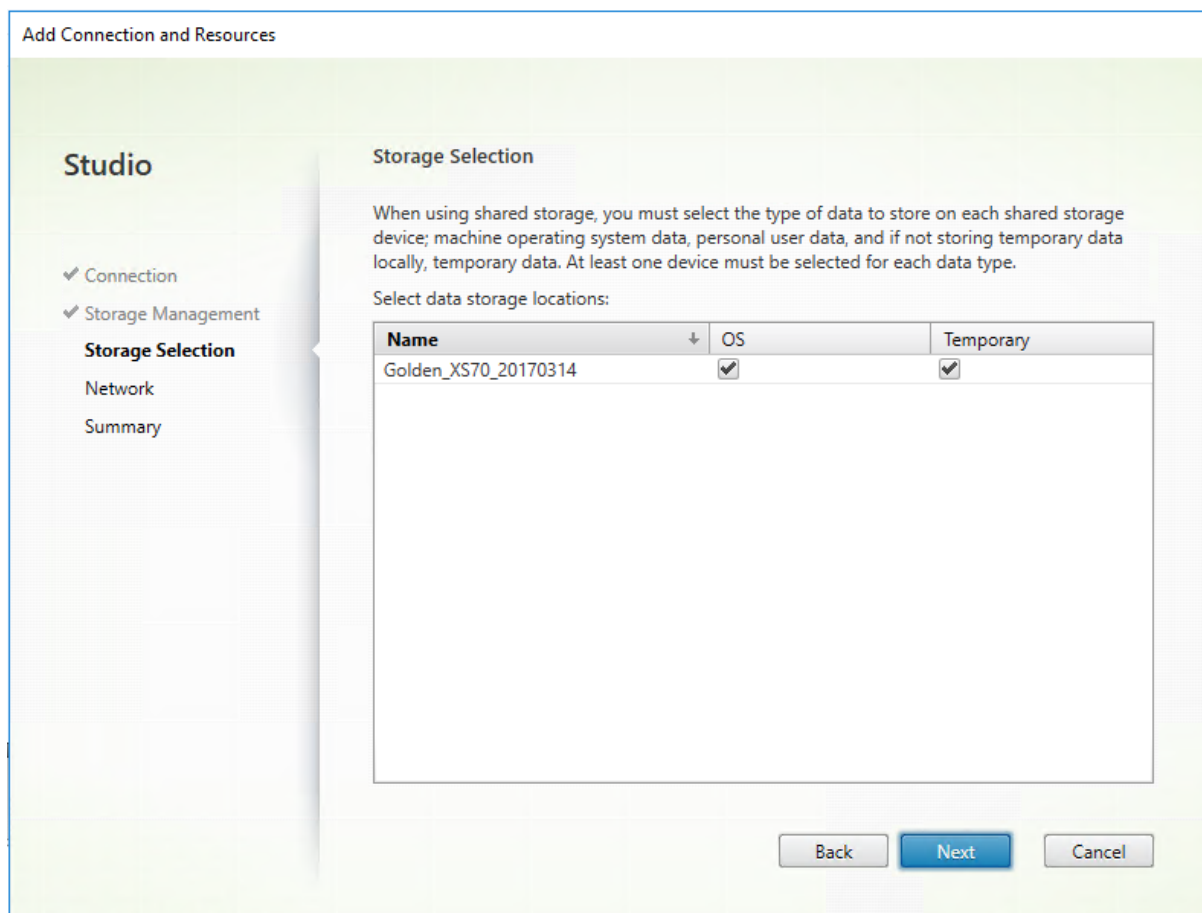 Add Connection and Resources
Studio
Connection
Storage Management
Storage Selection
Network
Summary
Storage Selection
When using shared storage, you must select the type of data to store on each shared storage
device; machine operating system data, personal user data, and if not storing temporary data
locally, temporary data. At least one device must be selected for each data type.
Select data storage locations:
Name OS Temporary
Golden_XS70_20170314
Back Next Cancel